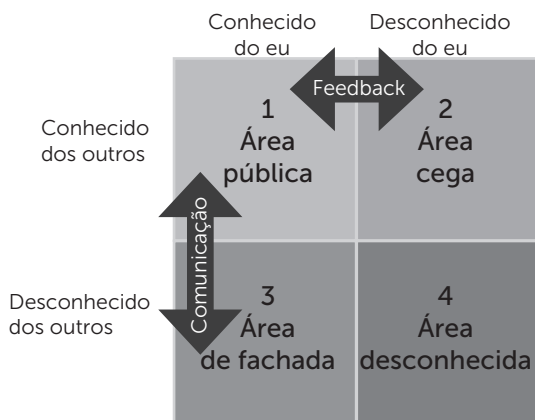 Conhecido
do eu
Desconhecido
do eu
Feedback
Conhecido
dos outros
1
Área
pública
2
Área
cega
Comunicação
Desconhecido
dos outros
3
Área
de fachada
4
Área
desconhecida